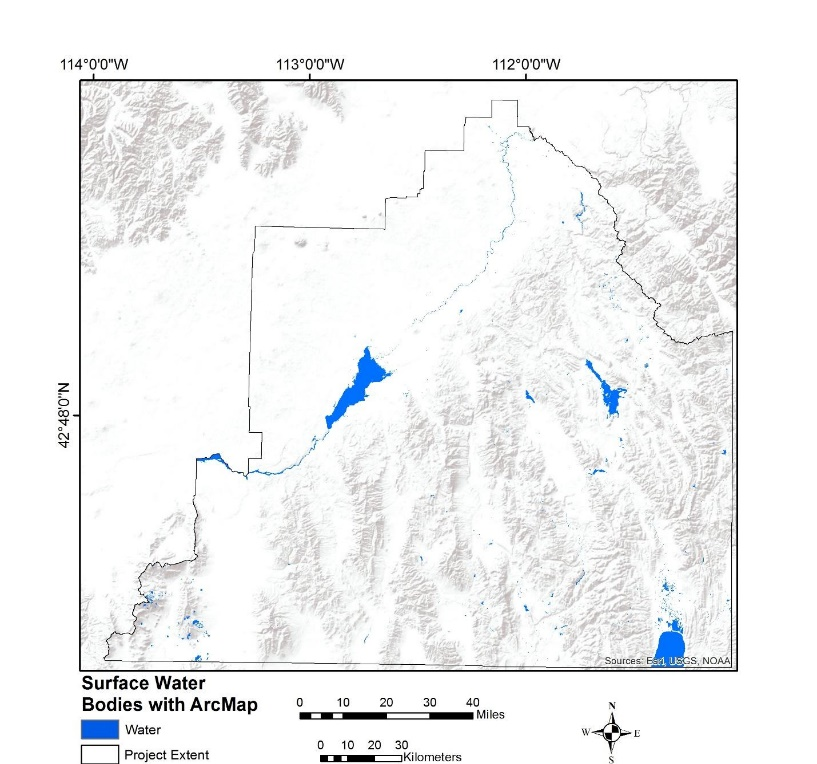 114°0'0"W 113°0'0"W 112°0'0"W
42°48'0"N
Sources: Esri, USGS, NOAA
Surface Water
Bodies with ArcMap
Water
Project Extent
0 10 20 30 40
Miles
0 10 20 30
Kilometers
N
W E
S